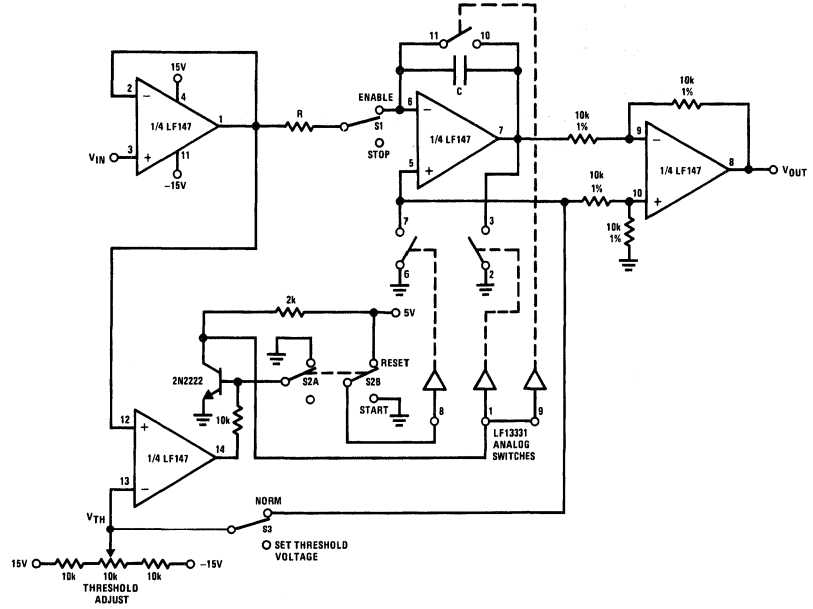 11
10
15V
2
4
1/4 LF147
1
VIN
3
11
-15V
R
ENABLE
S1
STOP
C
6
1/4 LF147
7
5
10k
1%
10k
1%
9
1/4 LF147
8
VOUT
10k
1%
10
10k
1%
7
6
3
2
2k
5V
2N2222
S2A
S2B
RESET
START
10k
8
1
9
LF13331
ANALOG
SWITCHES
12
1/4 LF147
14
13
VTH
NORM
S3
SET THRESHOLD
VOLTAGE
15V
10k
10k
10k
-15V
THRESHOLD
ADJUST